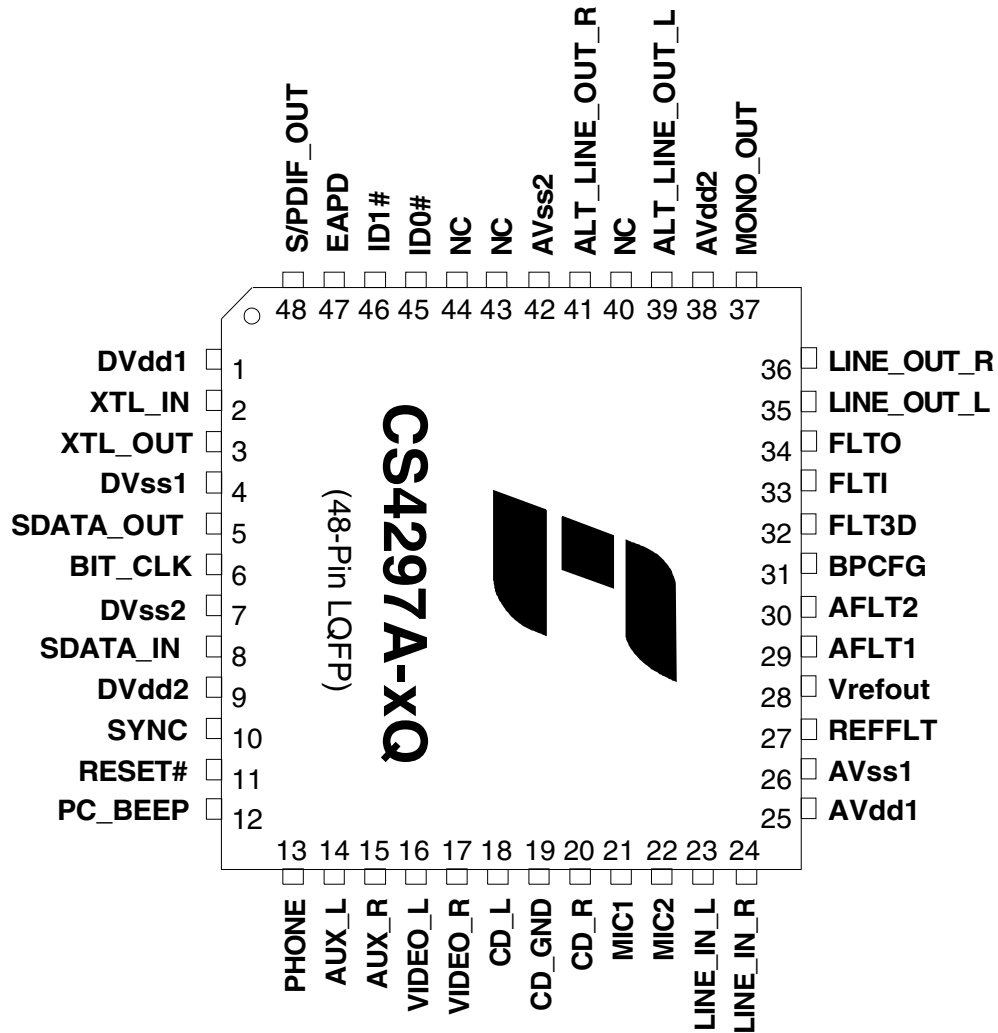 S/PDIF_OUT
EAPD
ID1#
ID0#
NC
NC
AVss2
ALT_LINE_OUT_R
NC
ALT_LINE_OUT_L
AVdd2
MONO_OUT
48 47 46 45 44 43 42 41 40 39 38 37
DVdd1 1
XTL_IN 2
XTL_OUT 3
DVss1 4
SDATA_OUT 5
BIT_CLK 6
DVss2 7
SDATA_IN 8
DVdd2 9
SYNC 10
RESET# 11
PC_BEEP 12
CS4297A-xQ
(48-Pin LQFP)
36 LINE_OUT_R
35 LINE_OUT_L
34 FLTO
33 FLTI
32 FLT3D
31 BPCFG
30 AFLT2
29 AFLT1
28 Vrefout
27 REFFLT
26 AVss1
25 AVdd1
13 14 15 16 17 18 19 20 21 22 23 24
PHONE
AUX_L
AUX_R
VIDEO_L
VIDEO_R
CD_L
CD_GND
CD_R
MIC1
MIC2
LINE_IN_L
LINE_IN_R